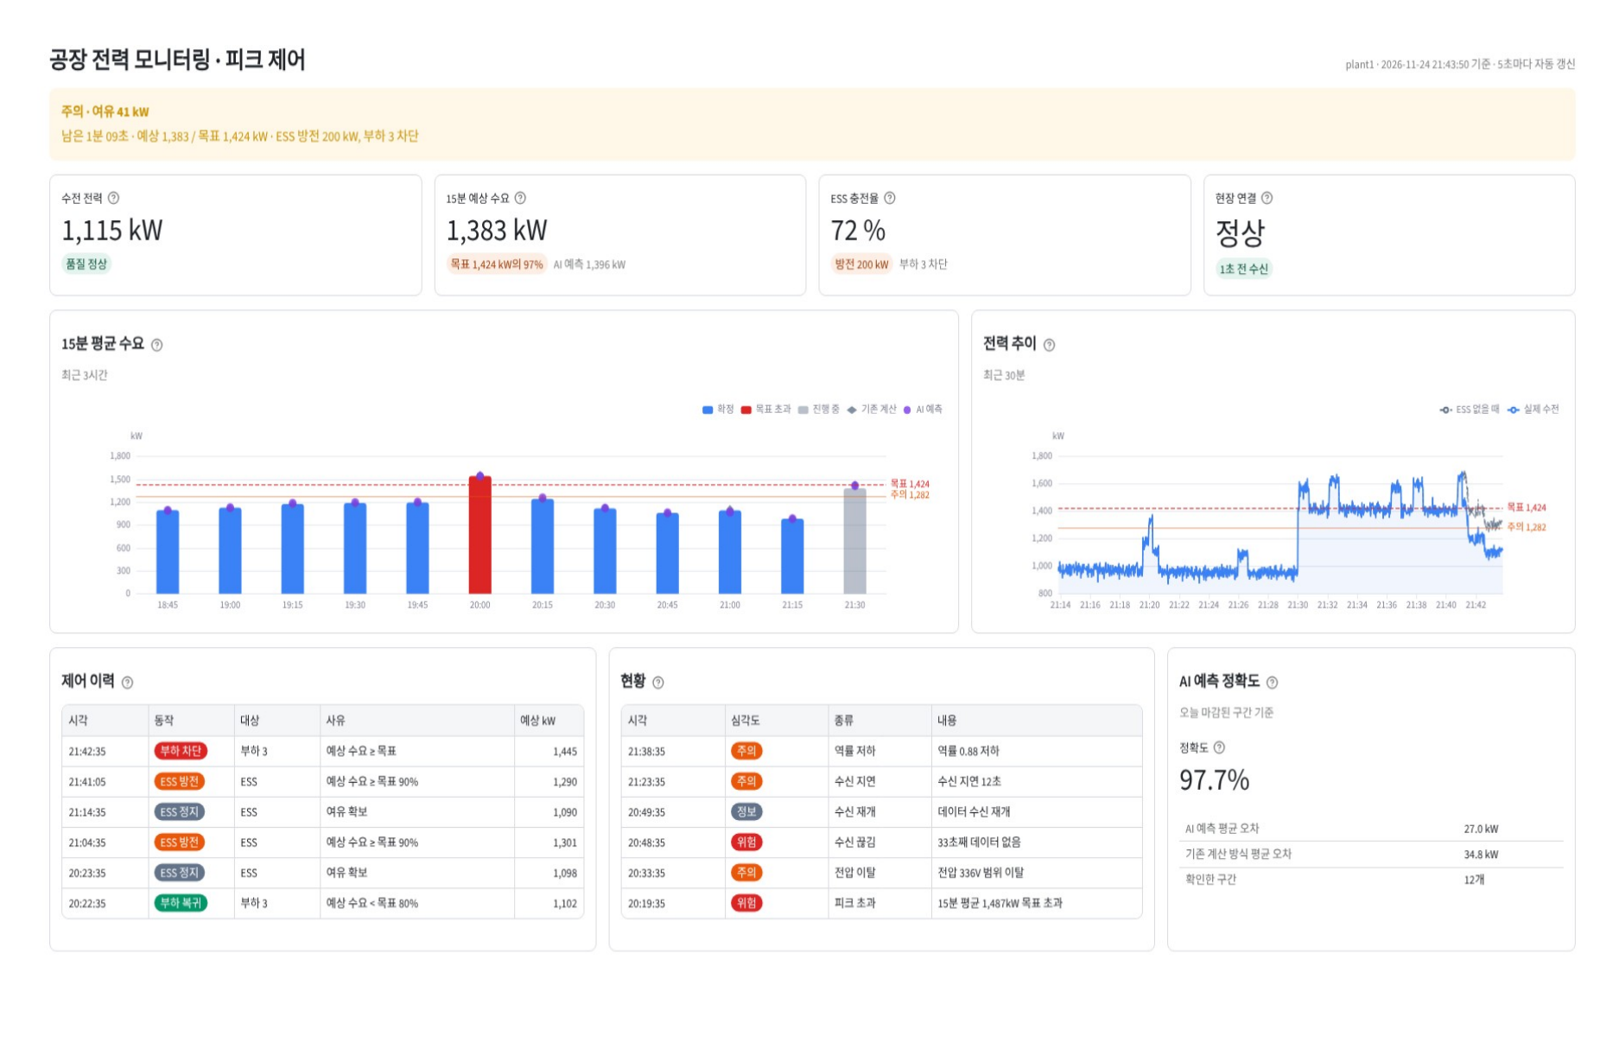 공장 전력 모니터링 · 피크 제어
plant1 · 2026-11-24 21:43:50 기준 · 5초마다 자동 갱신
주의 · 여유 41 kW
남은 1분 09초 · 예상 1,383 / 목표 1,424 kW · ESS 방전 200 kW, 부하 3 차단
수전 전력
1,115 kW
품질 정상
15분 예상 수요
1,383 kW
목표 1,424 kW의 97% AI 예측 1,396 kW
ESS 충전율
72 %
방전 200 kW 부하 3 차단
현장 연결
정상
1초 전 수신
15분 평균 수요
최근 3시간
확정 목표 초과 진행 중 기존 계산 AI 예측
kW
1,800
1,500
1,200
900
600
300
0
목표 1,424
주의 1,282
18:45 19:00 19:15 19:30 19:45 20:00 20:15 20:30 20:45 21:00 21:15 21:30
전력 추이
최근 30분
ESS 없을 때 실제 수전
kW
1,800
1,600
1,400
1,200
1,000
800
목표 1,424
주의 1,282
21:14 21:16 21:18 21:20 21:22 21:24 21:26 21:28 21:30 21:32 21:34 21:36 21:38 21:40 21:42
제어 이력
시각 동작 대상 사유 예상 kW
21:42:35 부하 차단 부하 3 예상 수요 ≥ 목표 1,445
21:41:05 ESS 방전 ESS 예상 수요 ≥ 목표 90% 1,290
21:14:35 ESS 정지 ESS 여유 확보 1,090
21:04:35 ESS 방전 ESS 예상 수요 ≥ 목표 90% 1,301
20:23:35 ESS 정지 ESS 여유 확보 1,098
20:22:35 부하 복귀 부하 3 예상 수요 < 목표 80% 1,102
현황
시각 심각도 종류 내용
21:38:35 주의 역률 저하 역률 0.88 저하
21:23:35 주의 수신 지연 수신 지연 12초
20:49:35 정보 수신 재개 데이터 수신 재개
20:48:35 위험 수신 끊김 33초째 데이터 없음
20:33:35 주의 전압 이탈 전압 336V 범위 이탈
20:19:35 위험 피크 초과 15분 평균 1,487kW 목표 초과
AI 예측 정확도
오늘 마감된 구간 기준
정확도
97.7%
AI 예측 평균 오차 27.0 kW
기존 계산 방식 평균 오차 34.8 kW
확인한 구간 12개